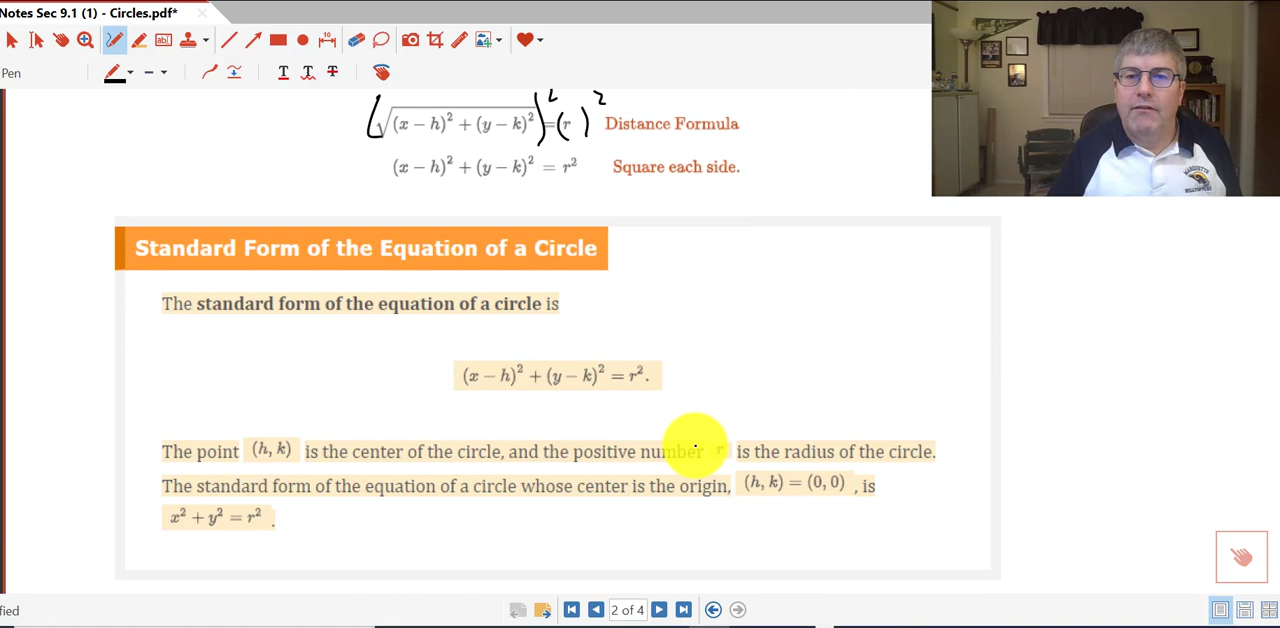 Notes Sec 9.1 (1) - Circles.pdf*
10
Pen
T T T
(√(x − h)² + (y − k)²)² = (r)² Distance Formula
(x − h)² + (y − k)² = r² Square each side.
Standard Form of the Equation of a Circle
The standard form of the equation of a circle is
(x − h)² + (y − k)² = r².
The point (h, k) is the center of the circle, and the positive number r is the radius of the circle.
The standard form of the equation of a circle whose center is the origin, (h, k) = (0, 0) , is
x² + y² = r² .
fied
2 of 4